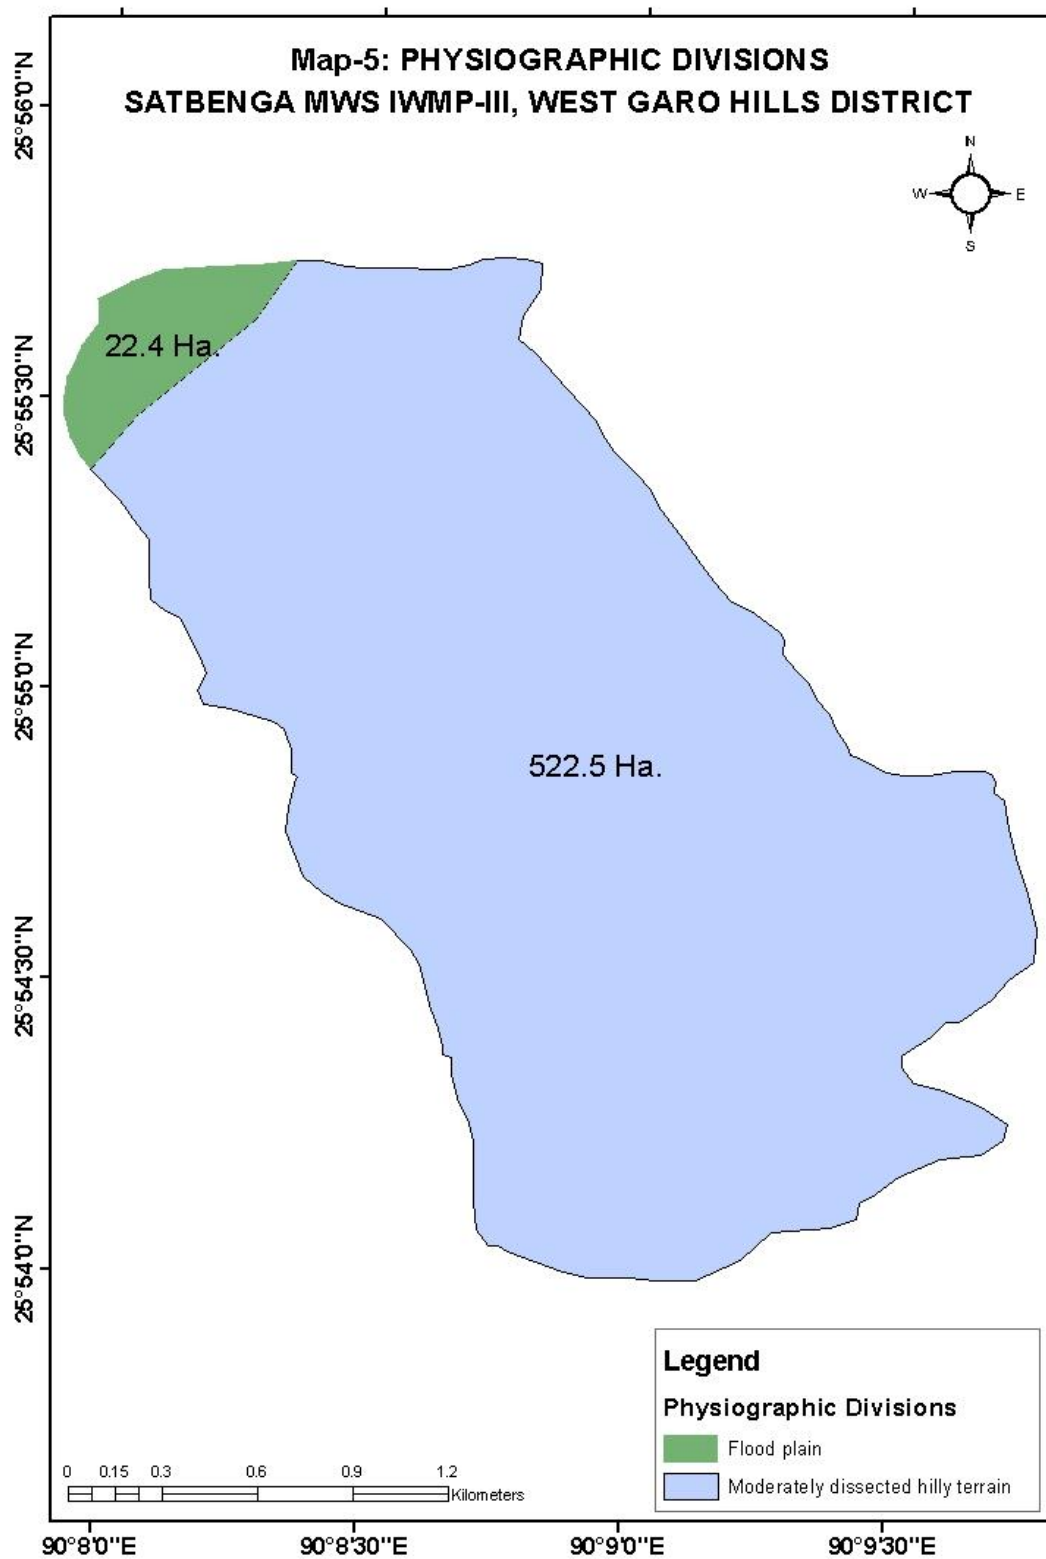 Map-5: PHYSIOGRAPHIC DIVISIONS
SATBENGA MWS IWMP-III, WEST GARO HILLS DISTRICT
N
W E
S
25°56'0"N
25°55'30"N
25°55'0"N
25°54'30"N
25°54'0"N
22.4 Ha.
522.5 Ha.
Legend
Physiographic Divisions
Flood plain
Moderately dissected hilly terrain
0 0.15 0.3 0.6 0.9 1.2
Kilometers
90°8'0"E 90°8'30"E 90°9'0"E 90°9'30"E